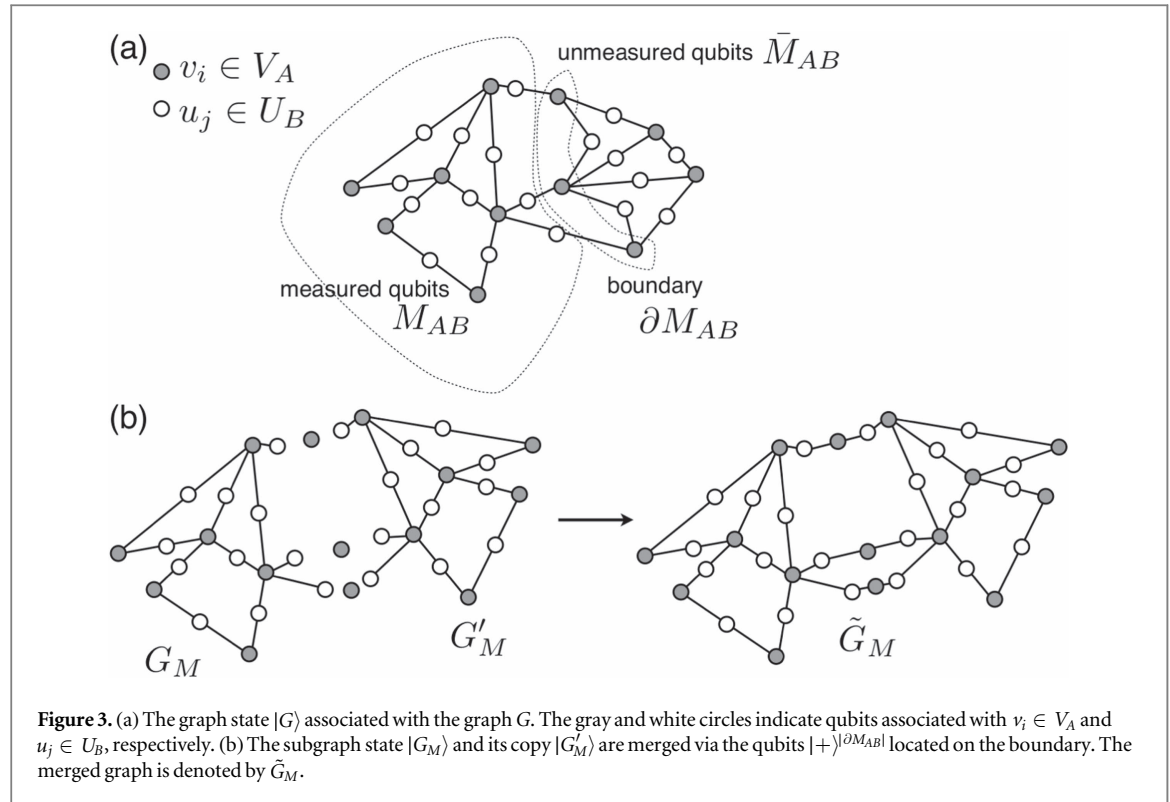 (a)
unmeasured qubits M̄_AB
v_i ∈ V_A
u_j ∈ U_B
measured qubits
M_AB
boundary
∂M_AB
(b)
G_M
G′_M
G̃_M
Figure 3. (a) The graph state |G⟩ associated with the graph G. The gray and white circles indicate qubits associated with v_i ∈ V_A and
u_j ∈ U_B, respectively. (b) The subgraph state |G_M⟩ and its copy |G′_M⟩ are merged via the qubits |+⟩^|∂M_AB| located on the boundary. The
merged graph is denoted by G̃_M.